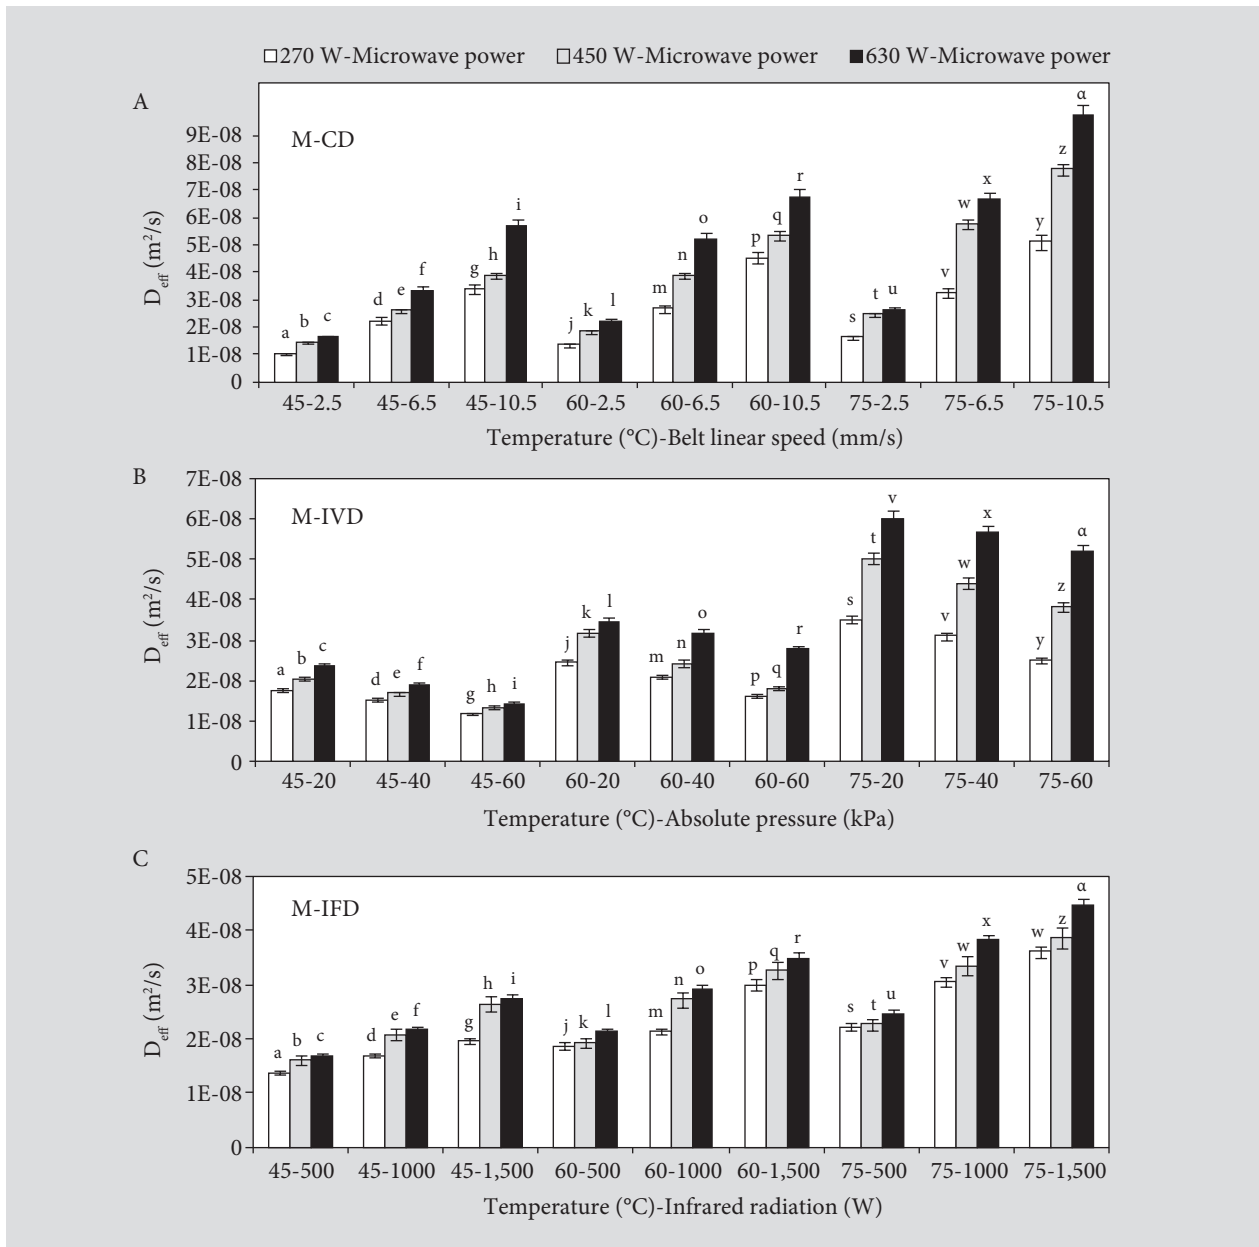 270 W-Microwave power 450 W-Microwave power 630 W-Microwave power
A
M-CD
9E-08
8E-08
7E-08
6E-08
5E-08
4E-08
3E-08
2E-08
1E-08
0
D_eff (m²/s)
a b c d e f g h i j k l m n o p q r s t u v w x y z α
45-2.5 45-6.5 45-10.5 60-2.5 60-6.5 60-10.5 75-2.5 75-6.5 75-10.5
Temperature (°C)-Belt linear speed (mm/s)
B
M-IVD
7E-08
6E-08
5E-08
4E-08
3E-08
2E-08
1E-08
0
D_eff (m²/s)
a b c d e f g h i j k l m n o p q r s t v v w x y z α
45-20 45-40 45-60 60-20 60-40 60-60 75-20 75-40 75-60
Temperature (°C)-Absolute pressure (kPa)
C
M-IFD
5E-08
4E-08
3E-08
2E-08
1E-08
0
D_eff (m²/s)
a b c d e f g h i j k l m n o p q r s t u v w x w z α
45-500 45-1000 45-1,500 60-500 60-1000 60-1,500 75-500 75-1000 75-1,500
Temperature (°C)-Infrared radiation (W)